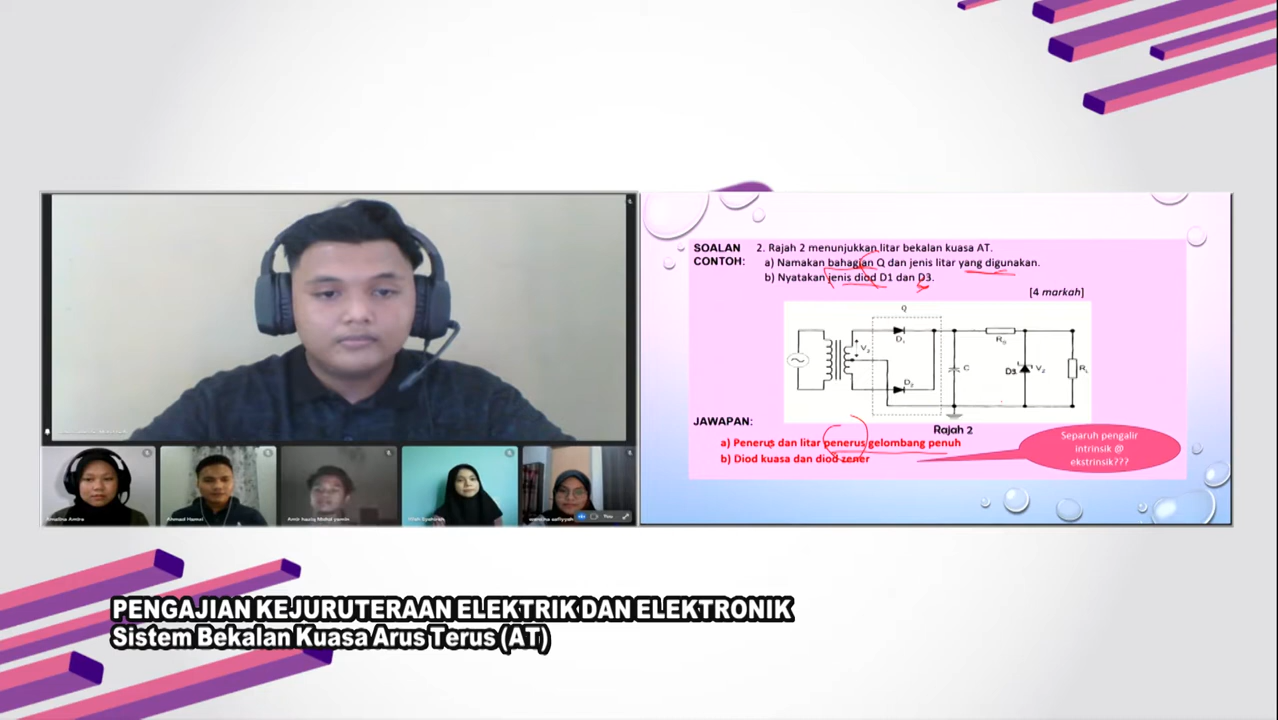 SOALAN
CONTOH:
2. Rajah 2 menunjukkan litar bekalan kuasa AT.
a) Namakan bahagian Q dan jenis litar yang digunakan.
b) Nyatakan jenis diod D1 dan D3.
[4 markah]
Q
D1
V2
D2
C
D3
VZ
RL
Rajah 2
JAWAPAN:
a) Penerus dan litar penerus gelombang penuh
b) Diod kuasa dan diod zener
Separuh pengalir
intrinsik @
ekstrinsik???
Amalina Amira
Ahmad Hamzi
PENGAJIAN KEJURUTERAAN ELEKTRIK DAN ELEKTRONIK
Sistem Bekalan Kuasa Arus Terus (AT)